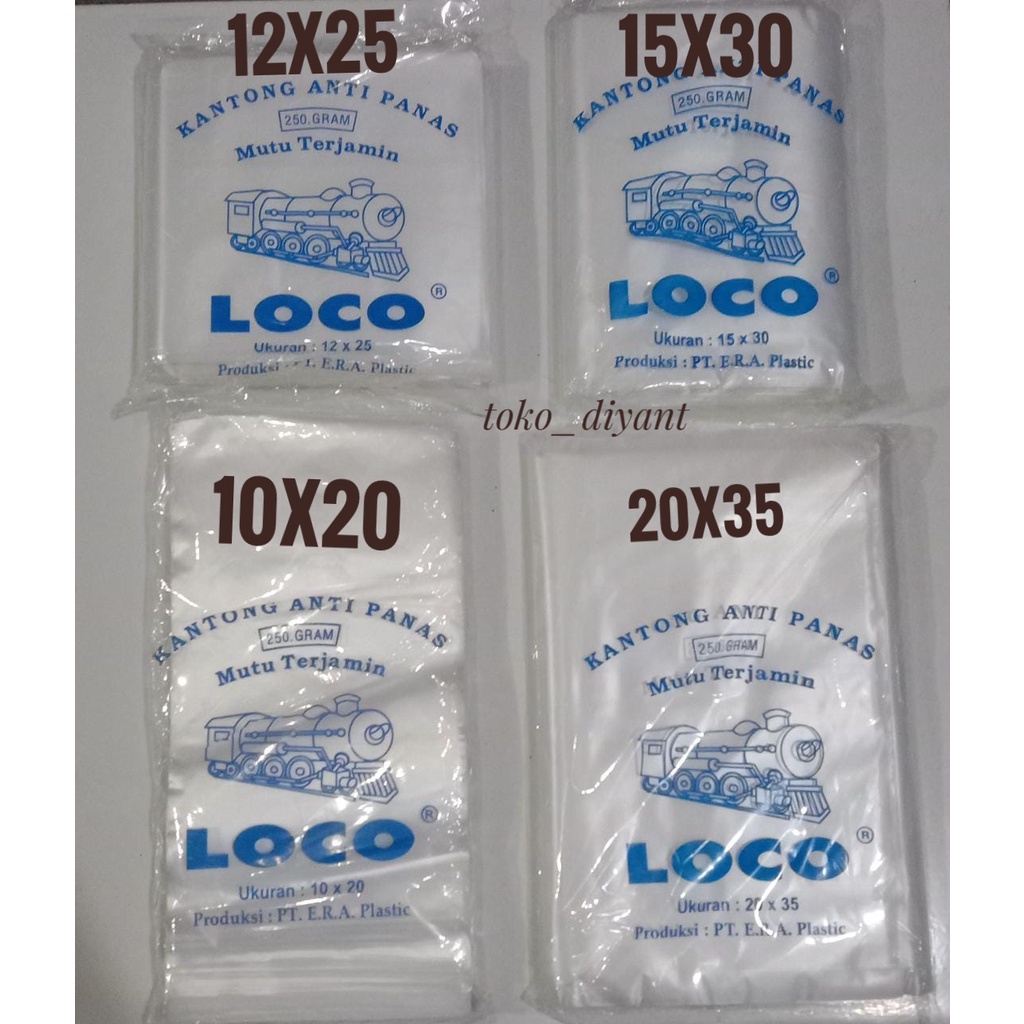 12X25
KANTONG ANTI PANAS
250.GRAM
Mutu Terjamin
LOCO ®
Ukuran : 12 x 25
Produksi : PT. E.R.A. Plastic
15X30
KANTONG ANTI PANAS
250.GRAM
Mutu Terjamin
LOCO ®
Ukuran : 15 x 30
Produksi : PT. E.R.A. Plastic
toko_diyant
10X20
KANTONG ANTI PANAS
250.GRAM
Mutu Terjamin
LOCO ®
Ukuran : 10 x 20
Produksi : PT. E.R.A. Plastic
20X35
KANTONG ANTI PANAS
250.GRAM
Mutu Terjamin
LOCO ®
Ukuran : 20 x 35
Produksi : PT. E.R.A. Plastic